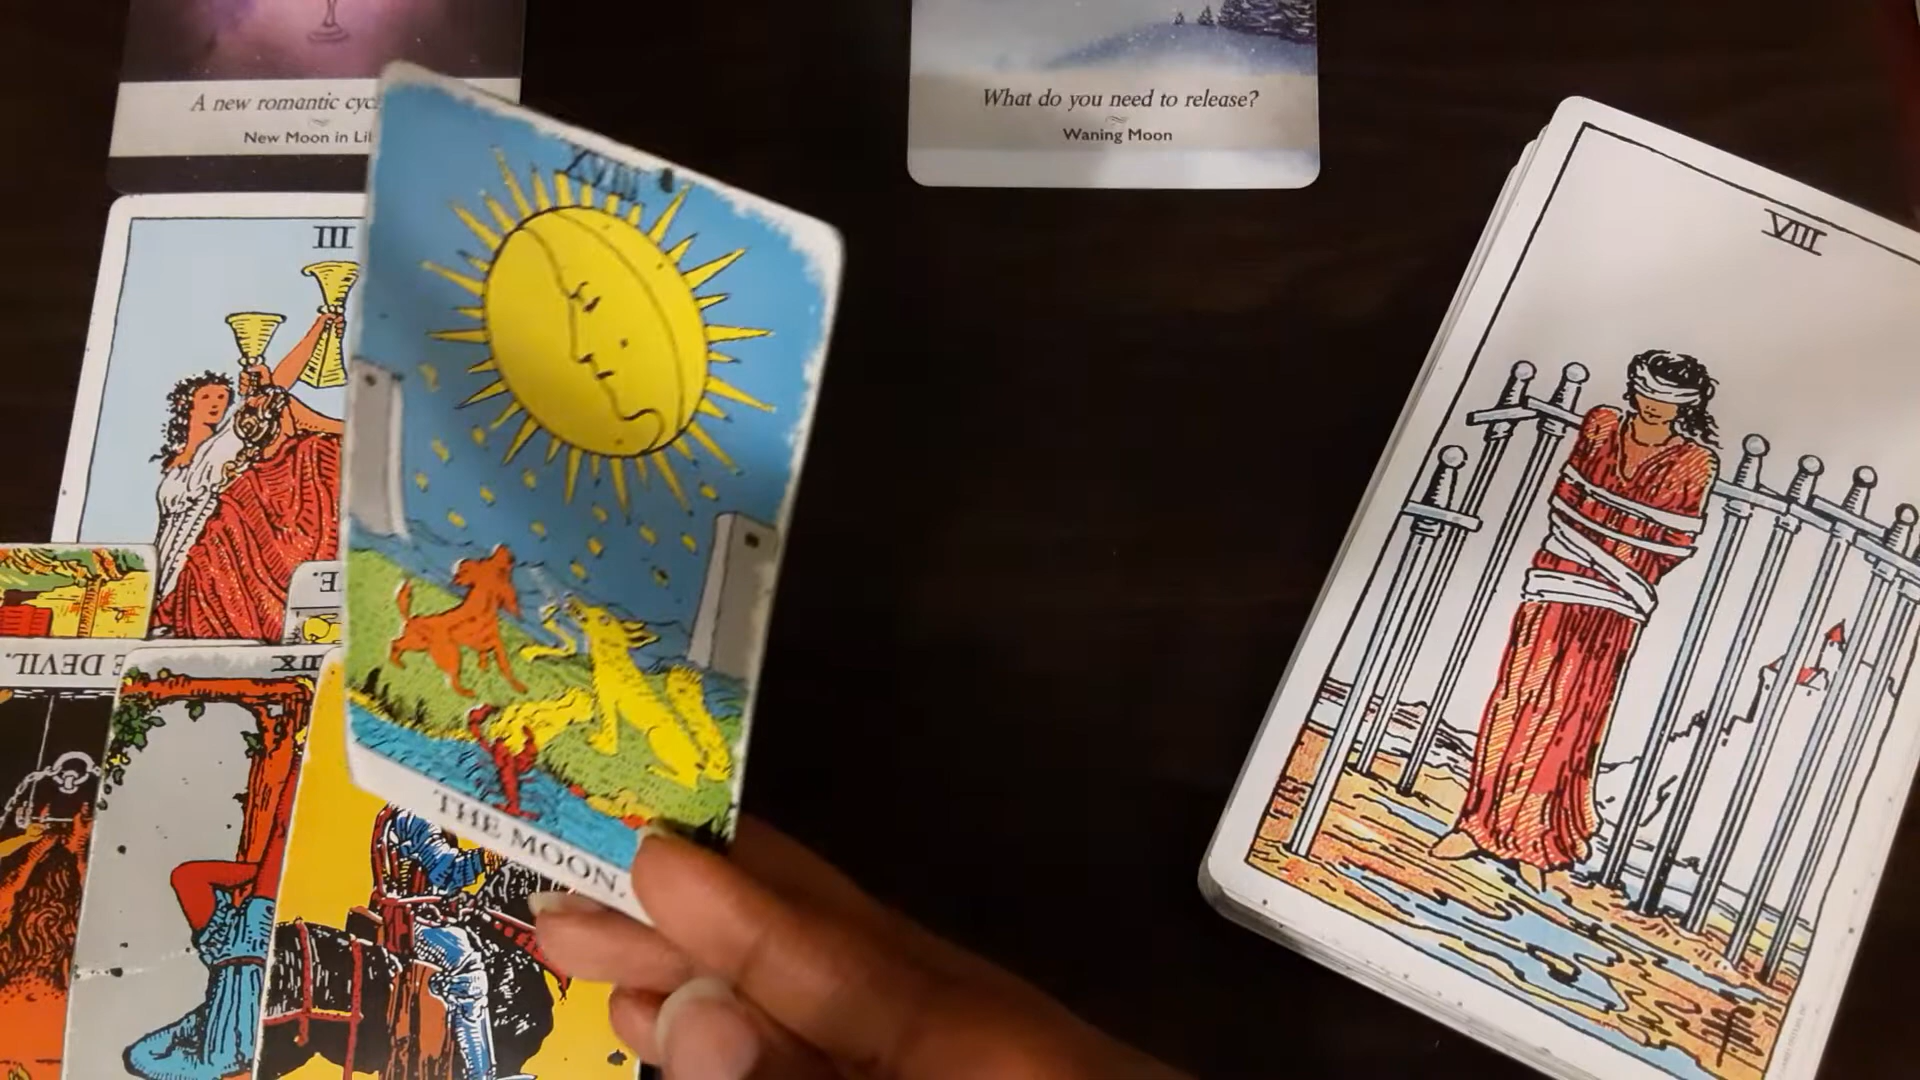 A new romantic cyc
New Moon in Li
What do you need to release?
Waning Moon
XVIII
VIII
III
E.
E DEVIL.
XIX
THE MOON.